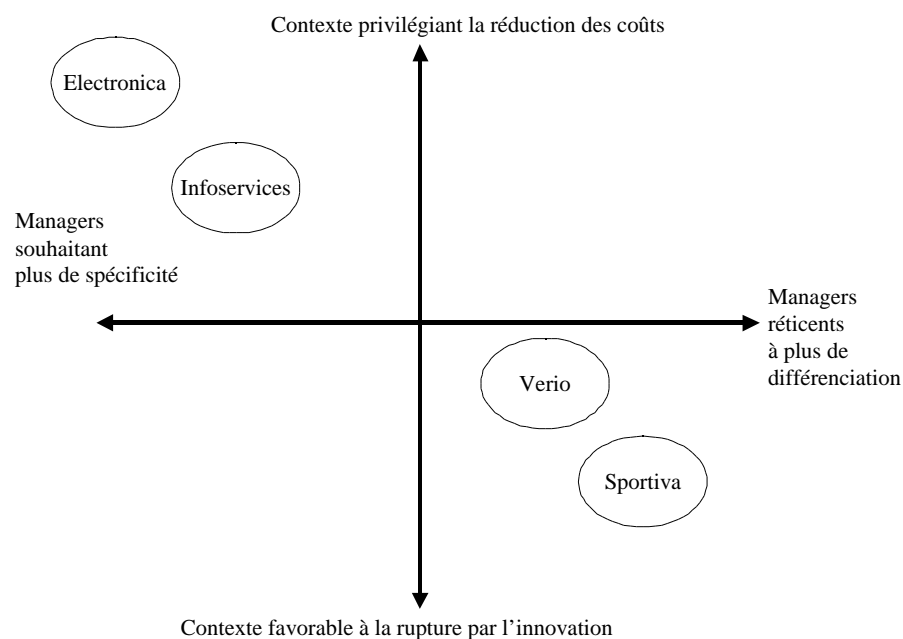 Contexte privilégiant la réduction des coûts
Electronica
Infoservices
Managers
souhaitant
plus de spécificité
Managers
réticents
à plus de
différenciation
Verio
Sportiva
Contexte favorable à la rupture par l’innovation